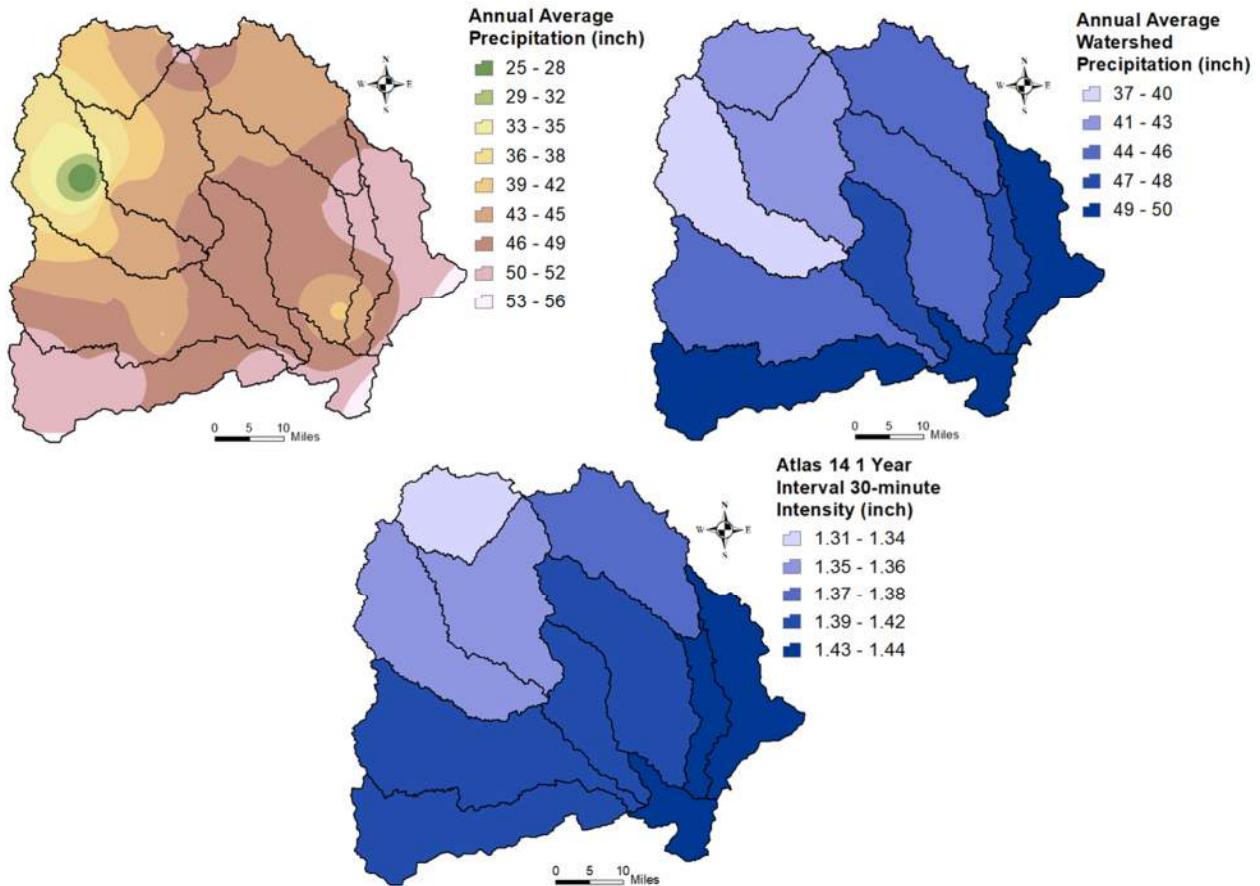 Annual Average
Precipitation (inch)
25 - 28
29 - 32
33 - 35
36 - 38
39 - 42
43 - 45
46 - 49
50 - 52
53 - 56
N
W E
S
0 5 10
Miles
Annual Average
Watershed
Precipitation (inch)
37 - 40
41 - 43
44 - 46
47 - 48
49 - 50
N
W E
S
0 5 10
Miles
Atlas 14 1 Year
Interval 30-minute
Intensity (inch)
1.31 - 1.34
1.35 - 1.36
1.37 - 1.38
1.39 - 1.42
1.43 - 1.44
N
W E
S
0 5 10
Miles